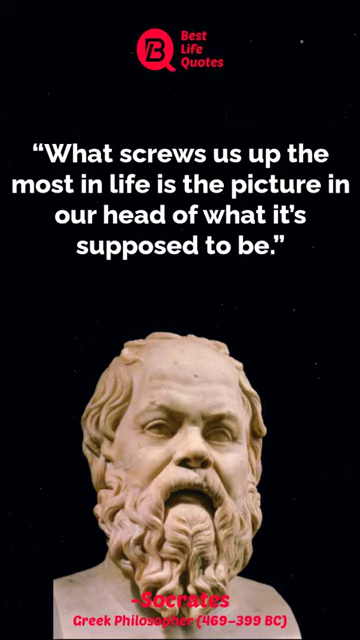 Best
Life
Quotes
“What screws us up the
most in life is the picture in
our head of what it’s
supposed to be.”
-Socrates
Greek Philosopher (469–399 BC)